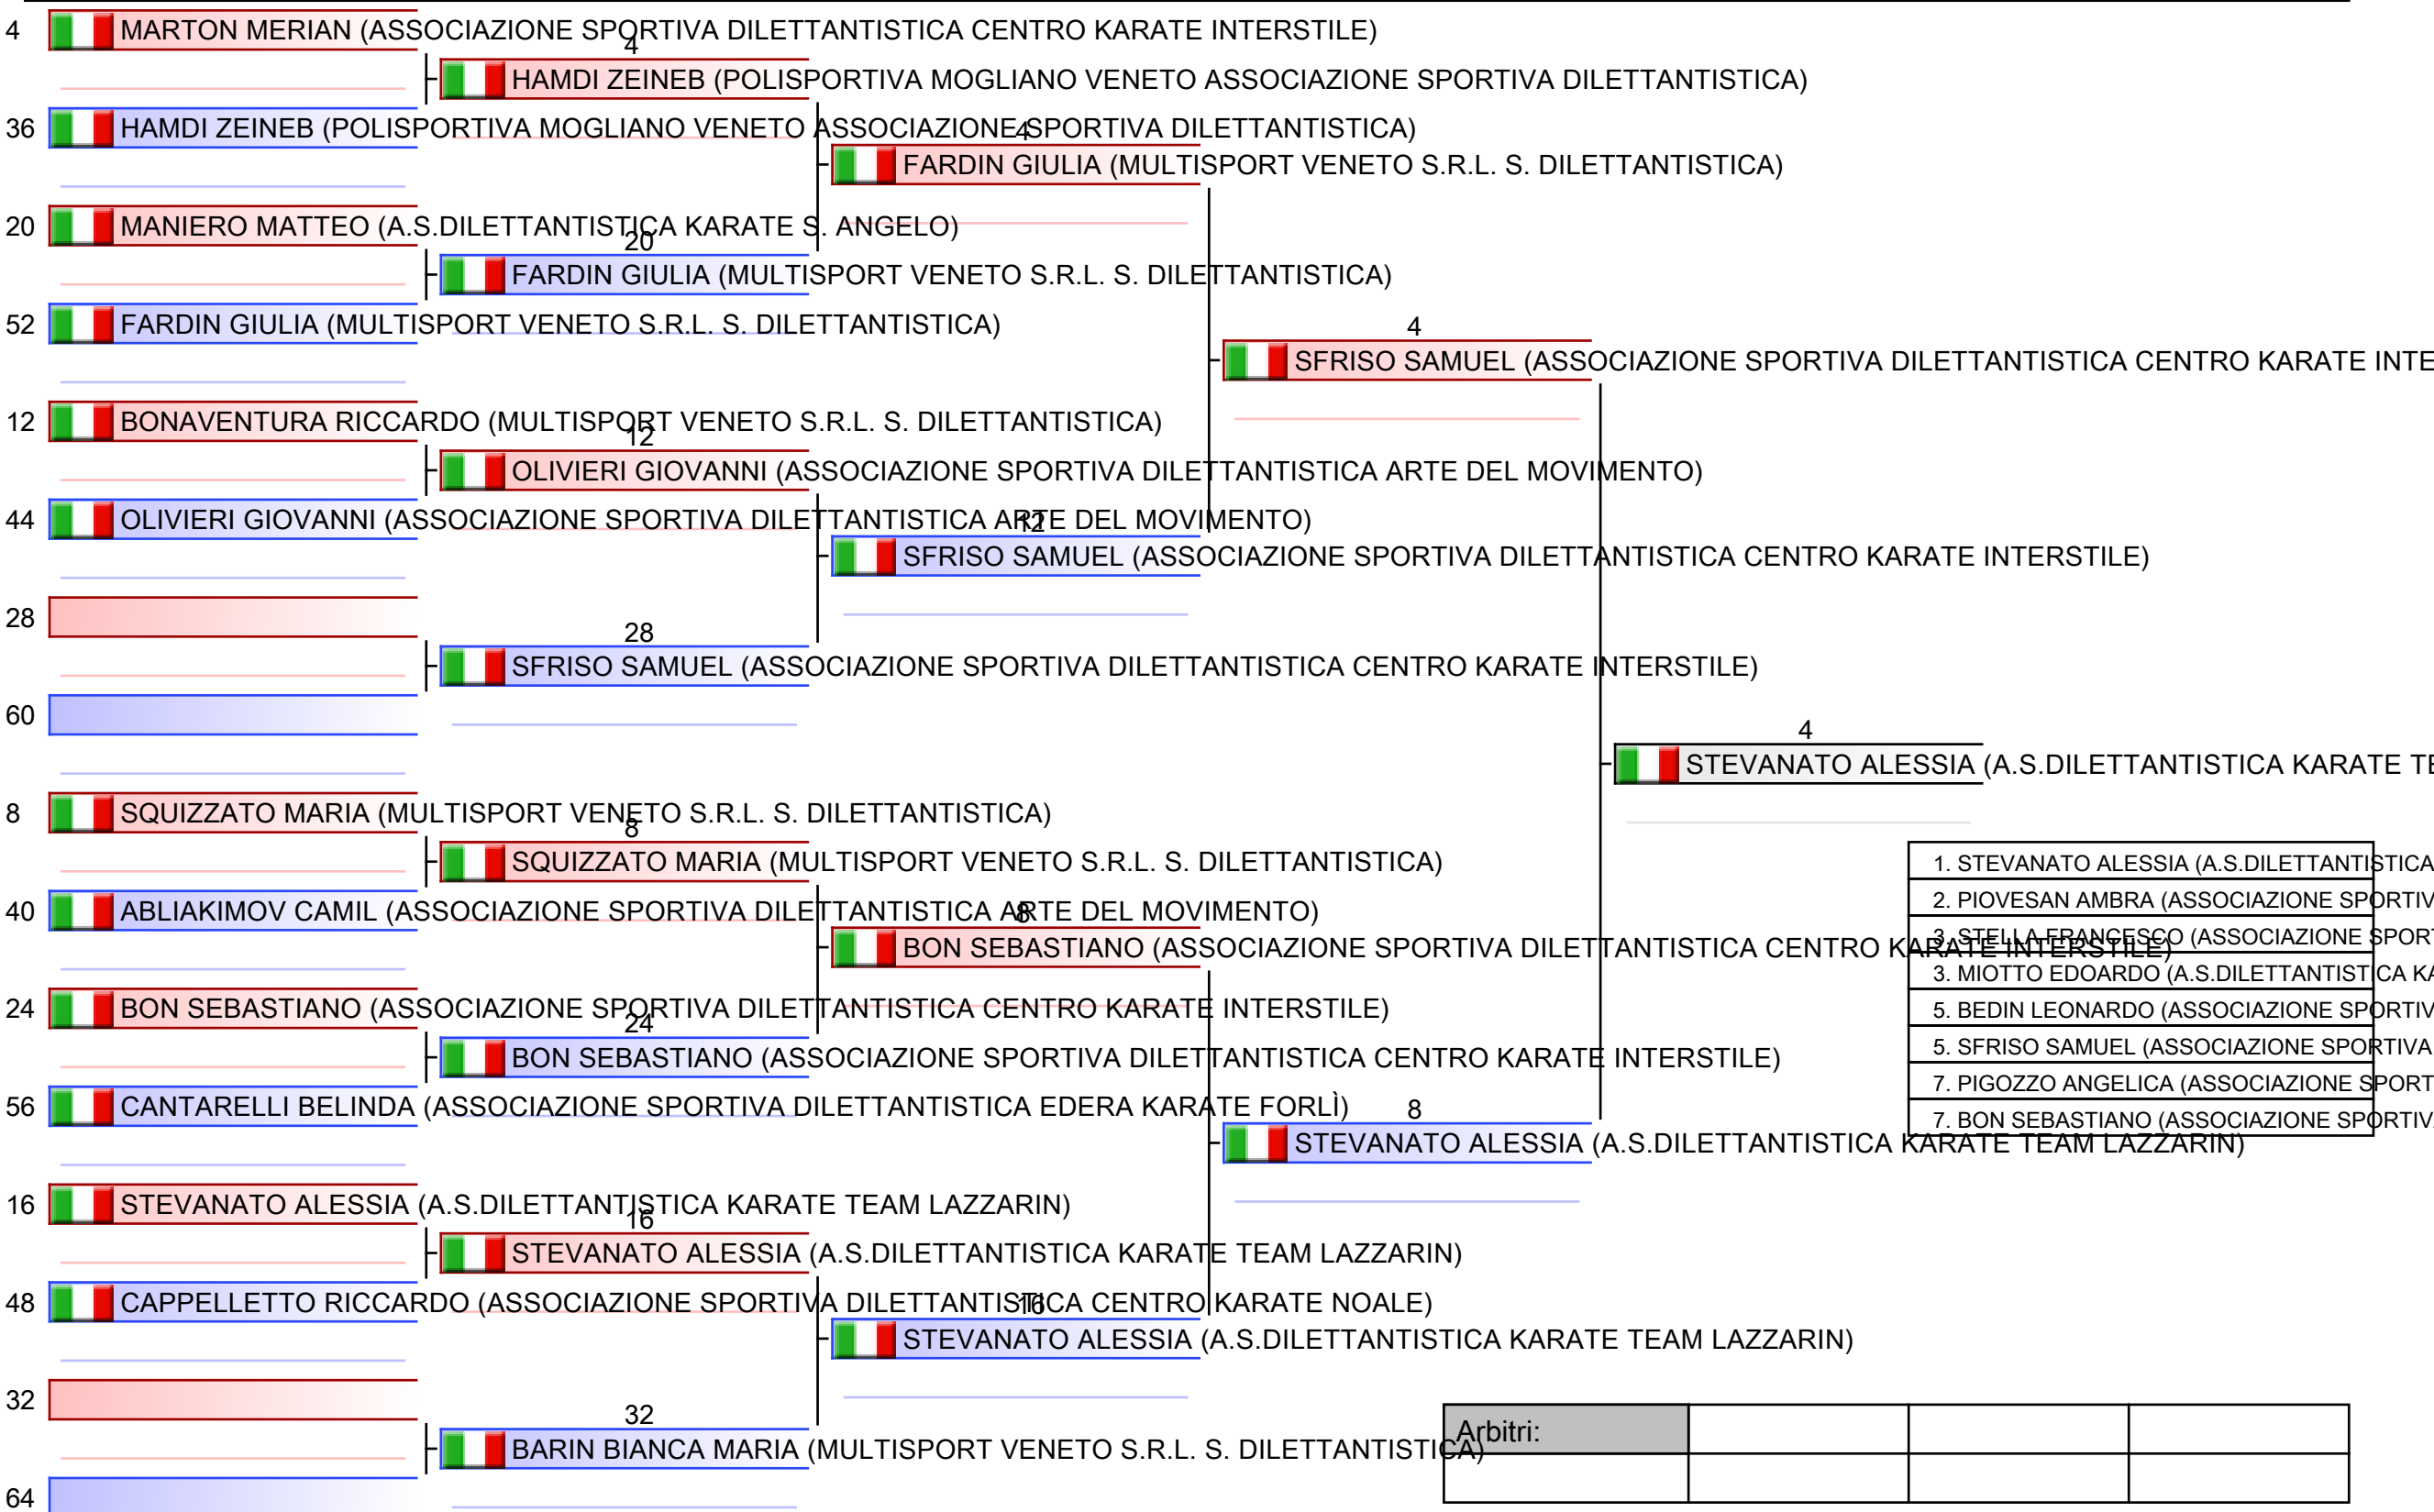 4 MARTON MERIAN (ASSOCIAZIONE SPORTIVA DILETTANTISTICA CENTRO KARATE INTERSTILE)
4
HAMDI ZEINEB (POLISPORTIVA MOGLIANO VENETO ASSOCIAZIONE SPORTIVA DILETTANTISTICA)
36 HAMDI ZEINEB (POLISPORTIVA MOGLIANO VENETO ASSOCIAZIONE SPORTIVA DILETTANTISTICA)
4
FARDIN GIULIA (MULTISPORT VENETO S.R.L. S. DILETTANTISTICA)
20 MANIERO MATTEO (A.S.DILETTANTISTICA KARATE S. ANGELO)
20
FARDIN GIULIA (MULTISPORT VENETO S.R.L. S. DILETTANTISTICA)
52 FARDIN GIULIA (MULTISPORT VENETO S.R.L. S. DILETTANTISTICA)
4
SFRISO SAMUEL (ASSOCIAZIONE SPORTIVA DILETTANTISTICA CENTRO KARATE INTE
12 BONAVENTURA RICCARDO (MULTISPORT VENETO S.R.L. S. DILETTANTISTICA)
12
OLIVIERI GIOVANNI (ASSOCIAZIONE SPORTIVA DILETTANTISTICA ARTE DEL MOVIMENTO)
44 OLIVIERI GIOVANNI (ASSOCIAZIONE SPORTIVA DILETTANTISTICA ARTE DEL MOVIMENTO)
12
SFRISO SAMUEL (ASSOCIAZIONE SPORTIVA DILETTANTISTICA CENTRO KARATE INTERSTILE)
28
28
SFRISO SAMUEL (ASSOCIAZIONE SPORTIVA DILETTANTISTICA CENTRO KARATE INTERSTILE)
60
4
STEVANATO ALESSIA (A.S.DILETTANTISTICA KARATE TE
8 SQUIZZATO MARIA (MULTISPORT VENETO S.R.L. S. DILETTANTISTICA)
8
SQUIZZATO MARIA (MULTISPORT VENETO S.R.L. S. DILETTANTISTICA)
1. STEVANATO ALESSIA (A.S.DILETTANTISTICA
2. PIOVESAN AMBRA (ASSOCIAZIONE SPORTIV
3. STELLA FRANCESCO (ASSOCIAZIONE SPORT
3. MIOTTO EDOARDO (A.S.DILETTANTISTICA KA
5. BEDIN LEONARDO (ASSOCIAZIONE SPORTIV
5. SFRISO SAMUEL (ASSOCIAZIONE SPORTIVA
7. PIGOZZO ANGELICA (ASSOCIAZIONE SPORT
7. BON SEBASTIANO (ASSOCIAZIONE SPORTIV
40 ABLIAKIMOV CAMIL (ASSOCIAZIONE SPORTIVA DILETTANTISTICA ARTE DEL MOVIMENTO)
8
BON SEBASTIANO (ASSOCIAZIONE SPORTIVA DILETTANTISTICA CENTRO KARATE INTERSTILE)
24 BON SEBASTIANO (ASSOCIAZIONE SPORTIVA DILETTANTISTICA CENTRO KARATE INTERSTILE)
24
BON SEBASTIANO (ASSOCIAZIONE SPORTIVA DILETTANTISTICA CENTRO KARATE INTERSTILE)
56 CANTARELLI BELINDA (ASSOCIAZIONE SPORTIVA DILETTANTISTICA EDERA KARATE FORLÌ)
8
STEVANATO ALESSIA (A.S.DILETTANTISTICA KARATE TEAM LAZZARIN)
16 STEVANATO ALESSIA (A.S.DILETTANTISTICA KARATE TEAM LAZZARIN)
16
STEVANATO ALESSIA (A.S.DILETTANTISTICA KARATE TEAM LAZZARIN)
48 CAPPELLETTO RICCARDO (ASSOCIAZIONE SPORTIVA DILETTANTISTICA CENTRO KARATE NOALE)
16
STEVANATO ALESSIA (A.S.DILETTANTISTICA KARATE TEAM LAZZARIN)
32
32
BARIN BIANCA MARIA (MULTISPORT VENETO S.R.L. S. DILETTANTISTICA)
Arbitri:
64